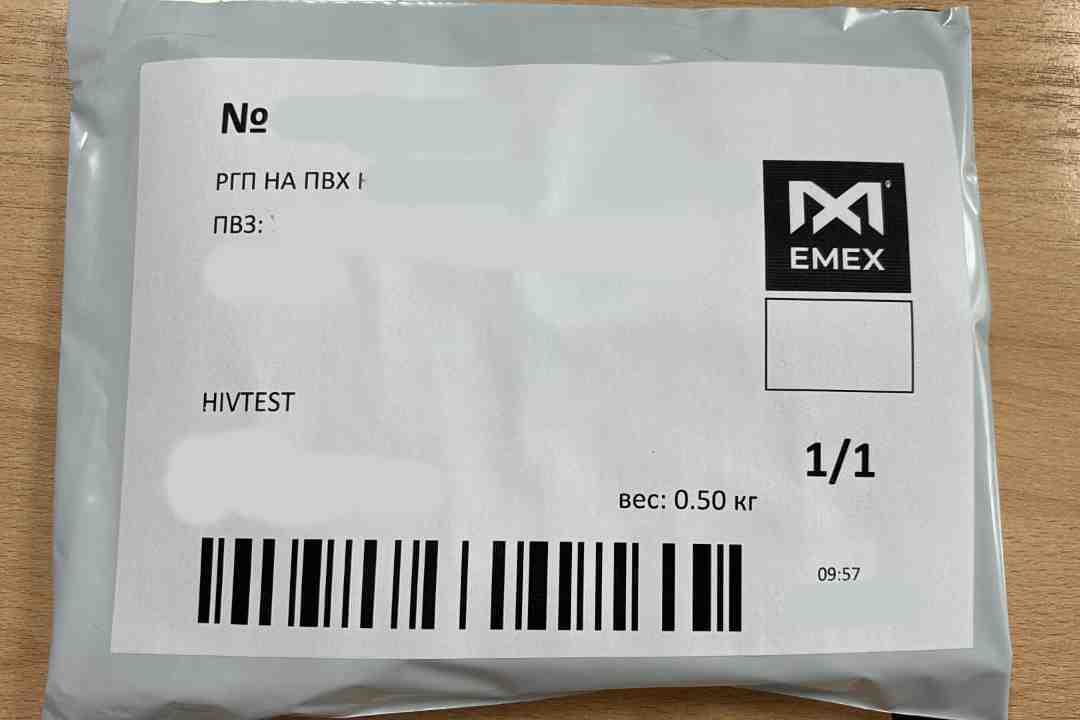 №
РГП НА ПВХ
ПВЗ:
EMEX
HIVTEST
1/1
вес: 0.50 кг
09:57